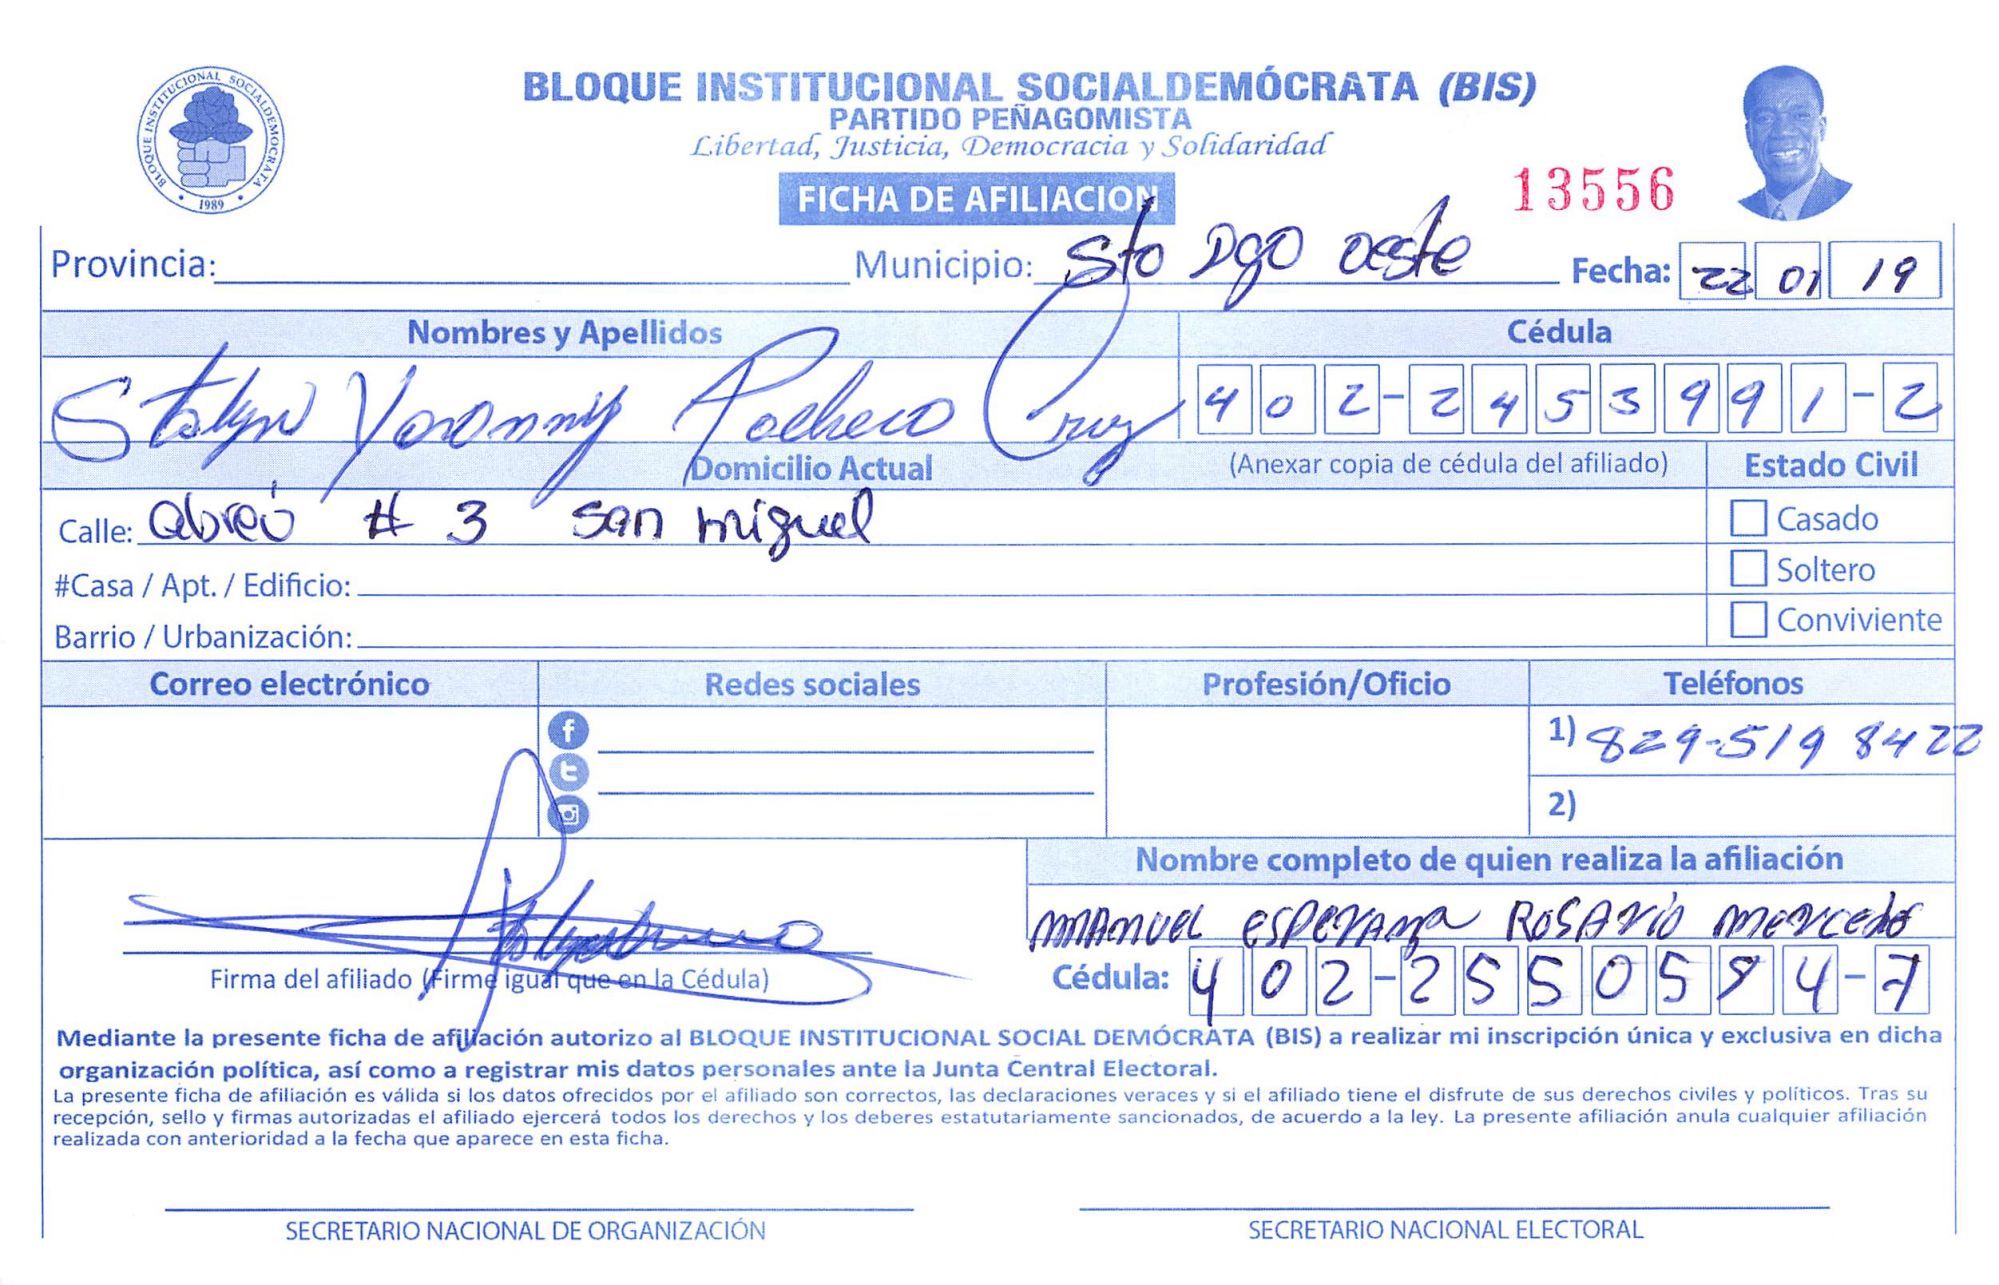 BLOQUE INSTITUCIONAL SOCIALDEMOCRATA
1989
BLOQUE INSTITUCIONAL SOCIALDEMÓCRATA (BIS)
PARTIDO PEÑAGOMISTA
Libertad, Justicia, Democracia y Solidaridad
FICHA DE AFILIACION
13556
Provincia: Municipio: Sto Dgo oeste Fecha: 22 01 19
Nombres y Apellidos Cédula
Stalyn Yovonny Pacheco Cruz 402-2453991-2
Domicilio Actual (Anexar copia de cédula del afiliado) Estado Civil
Calle: abreu # 3 san miguel Casado
#Casa / Apt. / Edificio: Soltero
Barrio / Urbanización: Conviviente
Correo electrónico Redes sociales Profesión/Oficio Teléfonos
1) 829-519 8422
2)
Nombre completo de quien realiza la afiliación
MANUEL ESPERANZA ROSARIO Mercedes
Firma del afiliado (Firme igual que en la Cédula) Cédula: 402-2550594-7
Mediante la presente ficha de afiliación autorizo al BLOQUE INSTITUCIONAL SOCIAL DEMÓCRATA (BIS) a realizar mi inscripción única y exclusiva en dicha
organización política, así como a registrar mis datos personales ante la Junta Central Electoral.
La presente ficha de afiliación es válida si los datos ofrecidos por el afiliado son correctos, las declaraciones veraces y si el afiliado tiene el disfrute de sus derechos civiles y políticos. Tras su
recepción, sello y firmas autorizadas el afiliado ejercerá todos los derechos y los deberes estatutariamente sancionados, de acuerdo a la ley. La presente afiliación anula cualquier afiliación
realizada con anterioridad a la fecha que aparece en esta ficha.
SECRETARIO NACIONAL DE ORGANIZACIÓN SECRETARIO NACIONAL ELECTORAL